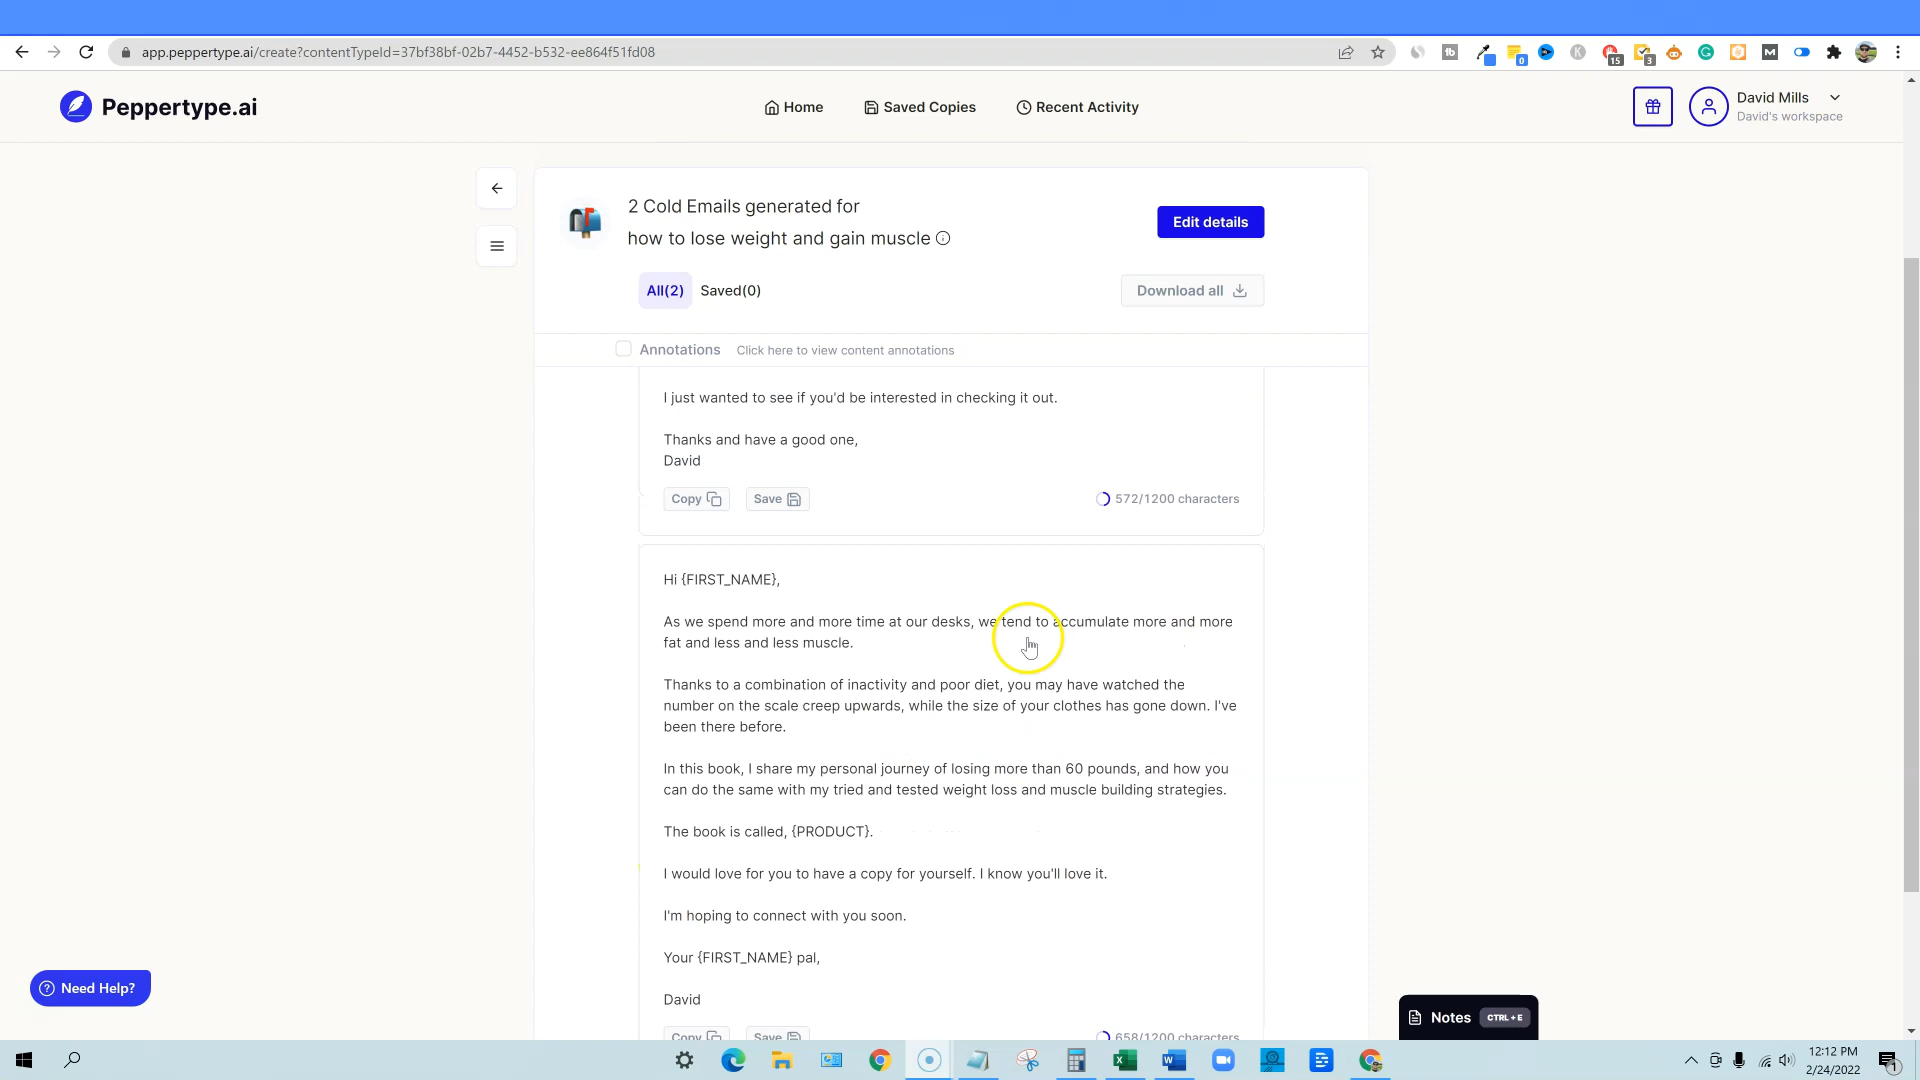 app.peppertype.ai/create?contentTypeId=37bf38bf-02b7-4452-b532-ee864f51fd08
Peppertype.ai
Home
Saved Copies
Recent Activity
David Mills
David's workspace
2 Cold Emails generated for
how to lose weight and gain muscle
Edit details
All(2)
Saved(0)
Download all
Annotations
Click here to view content annotations
I just wanted to see if you'd be interested in checking it out.
Thanks and have a good one,
David
Copy
Save
572/1200 characters
Hi {FIRST_NAME},
As we spend more and more time at our desks, we tend to accumulate more and more
fat and less and less muscle.
Thanks to a combination of inactivity and poor diet, you may have watched the
number on the scale creep upwards, while the size of your clothes has gone down. I've
been there before.
In this book, I share my personal journey of losing more than 60 pounds, and how you
can do the same with my tried and tested weight loss and muscle building strategies.
The book is called, {PRODUCT}.
I would love for you to have a copy for yourself. I know you'll love it.
I'm hoping to connect with you soon.
Your {FIRST_NAME} pal,
David
Copy
Save
658/1200 characters
Need Help?
Notes
CTRL + E
12:12 PM
2/24/2022